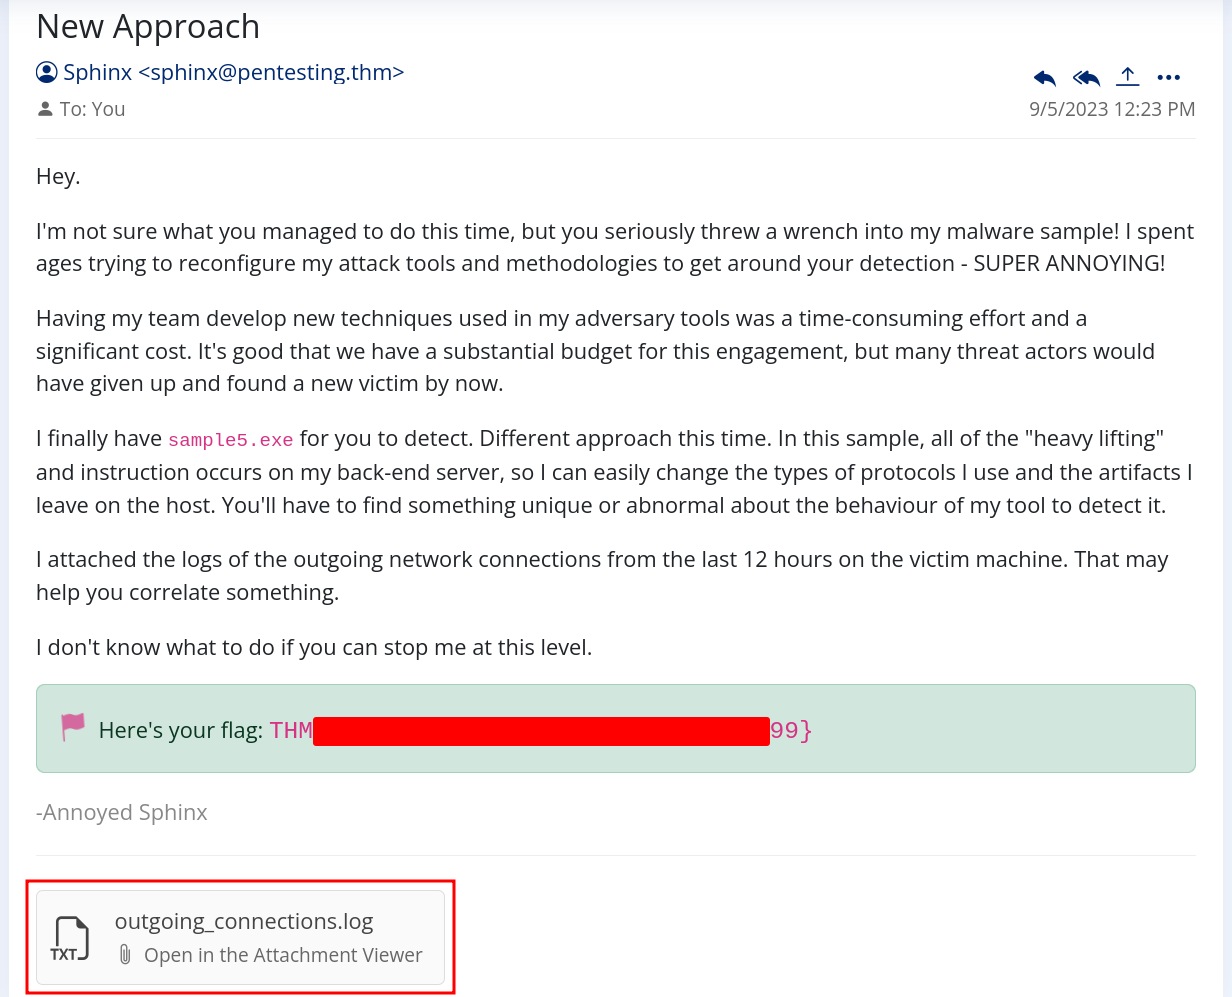 New Approach
Sphinx <sphinx@pentesting.thm>
To: You
9/5/2023 12:23 PM
Hey.
I'm not sure what you managed to do this time, but you seriously threw a wrench into my malware sample! I spent
ages trying to reconfigure my attack tools and methodologies to get around your detection - SUPER ANNOYING!
Having my team develop new techniques used in my adversary tools was a time-consuming effort and a
significant cost. It's good that we have a substantial budget for this engagement, but many threat actors would
have given up and found a new victim by now.
I finally have sample5.exe for you to detect. Different approach this time. In this sample, all of the "heavy lifting"
and instruction occurs on my back-end server, so I can easily change the types of protocols I use and the artifacts I
leave on the host. You'll have to find something unique or abnormal about the behaviour of my tool to detect it.
I attached the logs of the outgoing network connections from the last 12 hours on the victim machine. That may
help you correlate something.
I don't know what to do if you can stop me at this level.
Here's your flag: THM 99}
-Annoyed Sphinx
outgoing_connections.log
TXT
Open in the Attachment Viewer